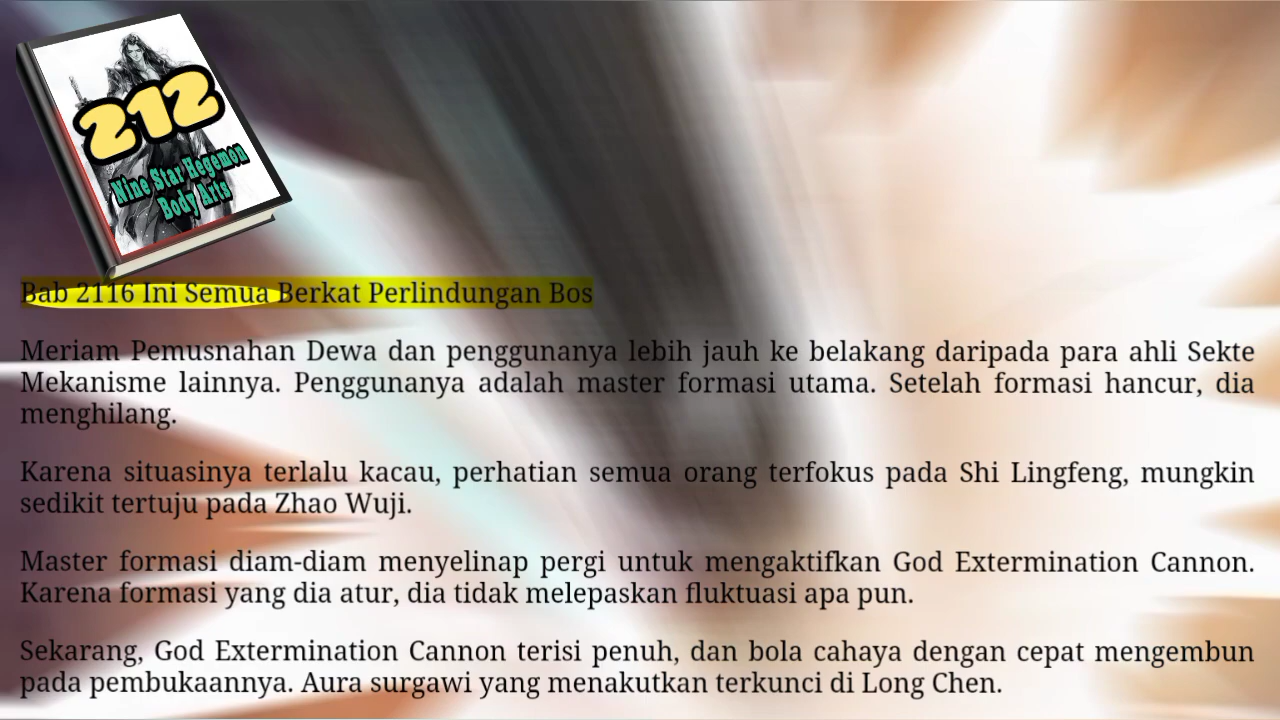 212
Nine Star Hegemon
Body Arts
Bab 2116 Ini Semua Berkat Perlindungan Bos
Meriam Pemusnahan Dewa dan penggunanya lebih jauh ke belakang daripada para ahli Sekte
Mekanisme lainnya. Penggunanya adalah master formasi utama. Setelah formasi hancur, dia
menghilang.
Karena situasinya terlalu kacau, perhatian semua orang terfokus pada Shi Lingfeng, mungkin
sedikit tertuju pada Zhao Wuji.
Master formasi diam-diam menyelinap pergi untuk mengaktifkan God Extermination Cannon.
Karena formasi yang dia atur, dia tidak melepaskan fluktuasi apa pun.
Sekarang, God Extermination Cannon terisi penuh, dan bola cahaya dengan cepat mengembun
pada pembukaannya. Aura surgawi yang menakutkan terkunci di Long Chen.